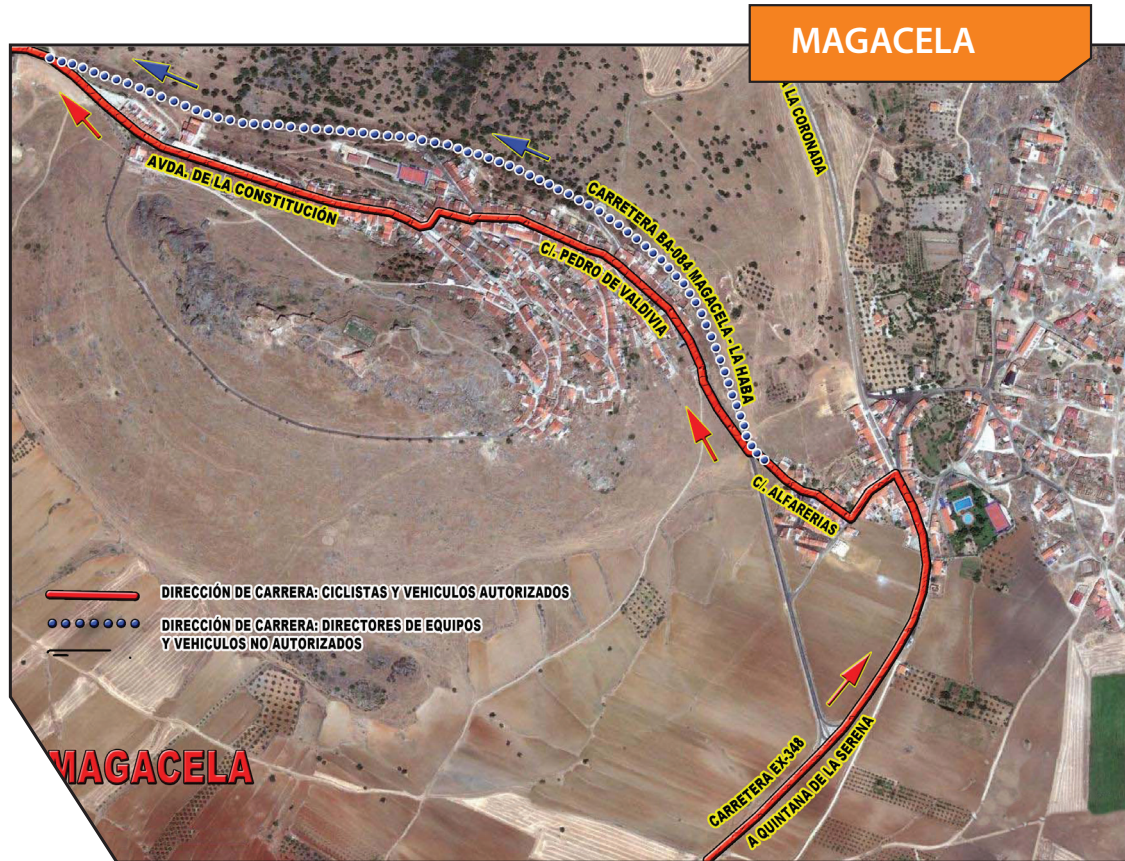 MAGACELA
A LA CORONADA
AVDA. DE LA CONSTITUCIÓN
CARRETERA BA-084 MAGACELA - LA HABA
C/. PEDRO DE VALDIVIA
C/. ALFARERIAS
DIRECCIÓN DE CARRERA: CICLISTAS Y VEHICULOS AUTORIZADOS
DIRECCIÓN DE CARRERA: DIRECTORES DE EQUIPOS
Y VEHICULOS NO AUTORIZADOS
MAGACELA
CARRETERA EX-348
A QUINTANA DE LA SERENA